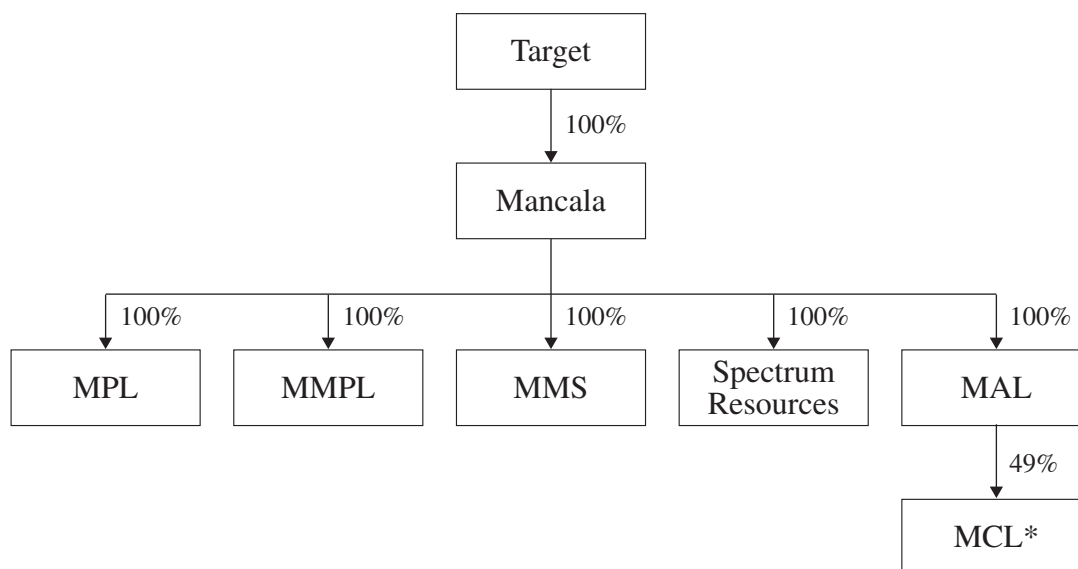 Target
100%
Mancala
100%
100%
100%
100%
100%
MPL
MMPL
MMS
Spectrum
Resources
MAL
49%
MCL*